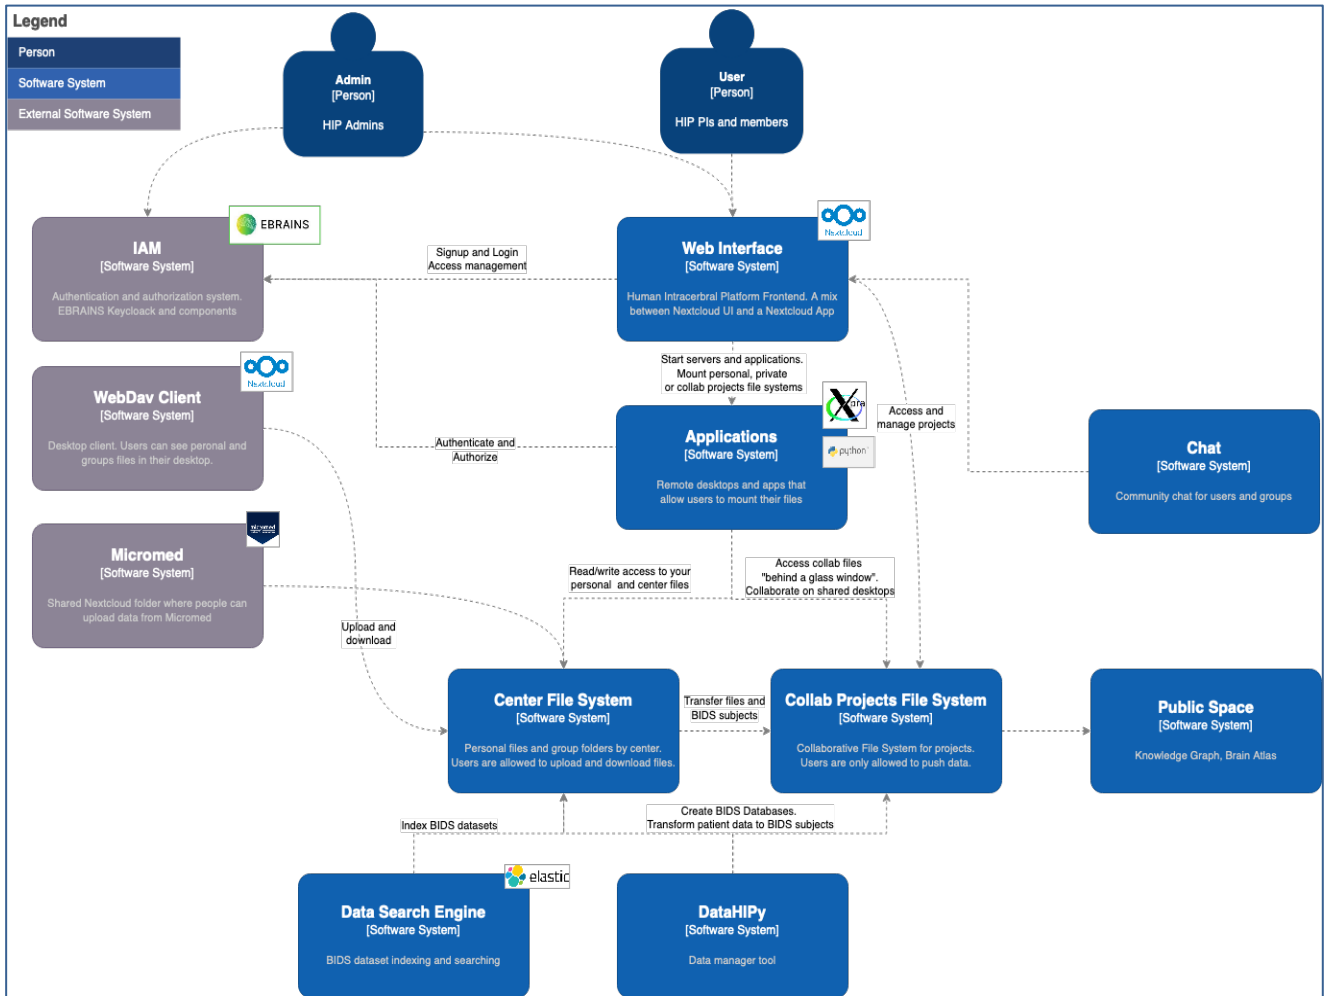 Legend
Person
Software System
External Software System
Admin
[Person]
HIP Admins
User
[Person]
HIP PIs and members
EBRAINS
IAM
[Software System]
Authentication and authorization system.
EBRAINS Keycloack and components
Signup and Login
Access management
Nextcloud
Web Interface
[Software System]
Human Intracerbral Platform Frontend. A mix
between Nextcloud UI and a Nextcloud App
Nextcloud
WebDav Client
[Software System]
Desktop client. Users can see peronal and
groups files in their desktop.
Start servers and applications.
Mount personal, private
or collab projects file systems
Xpra
python
Applications
[Software System]
Remote desktops and apps that
allow users to mount their files
Authenticate and
Authorize
Access and
manage projects
Chat
[Software System]
Community chat for users and groups
micromed
Micromed
[Software System]
Shared Nextcloud folder where people can
upload data from Micromed
Read/write access to your
personal and center files
Access collab files
"behind a glass window".
Collaborate on shared desktops
Upload and
download
Center File System
[Software System]
Personal files and group folders by center.
Users are allowed to upload and download files.
Transfer files and
BIDS subjects
Collab Projects File System
[Software System]
Collaborative File System for projects.
Users are only allowed to push data.
Public Space
[Software System]
Knowledge Graph, Brain Atlas
Index BIDS datasets
Create BIDS Databases.
Transform patient data to BIDS subjects
elastic
Data Search Engine
[Software System]
BIDS dataset indexing and searching
DataHIPy
[Software System]
Data manager tool